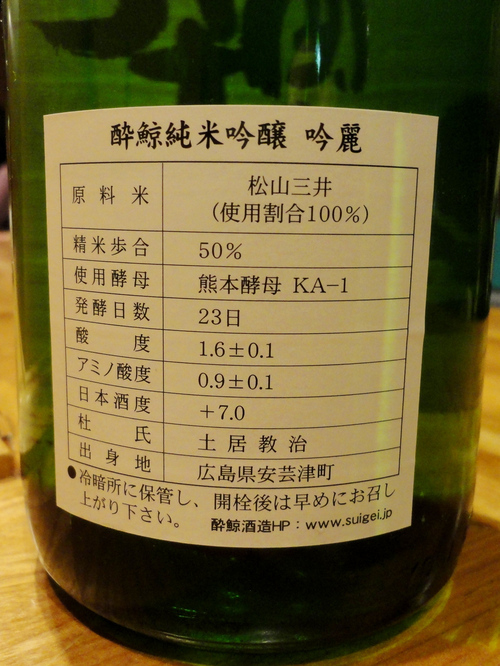 酔鯨純米吟醸 吟麗
原料米 松山三井
(使用割合100%)
精米歩合 50%
使用酵母 熊本酵母 KA-1
発酵日数 23日
酸度 1.6±0.1
アミノ酸度 0.9±0.1
日本酒度 +7.0
杜氏 土居教治
出身地 広島県安芸津町
●冷暗所に保管し、開栓後は早めにお召し
上がり下さい。 酔鯨酒造HP：www.suigei.jp